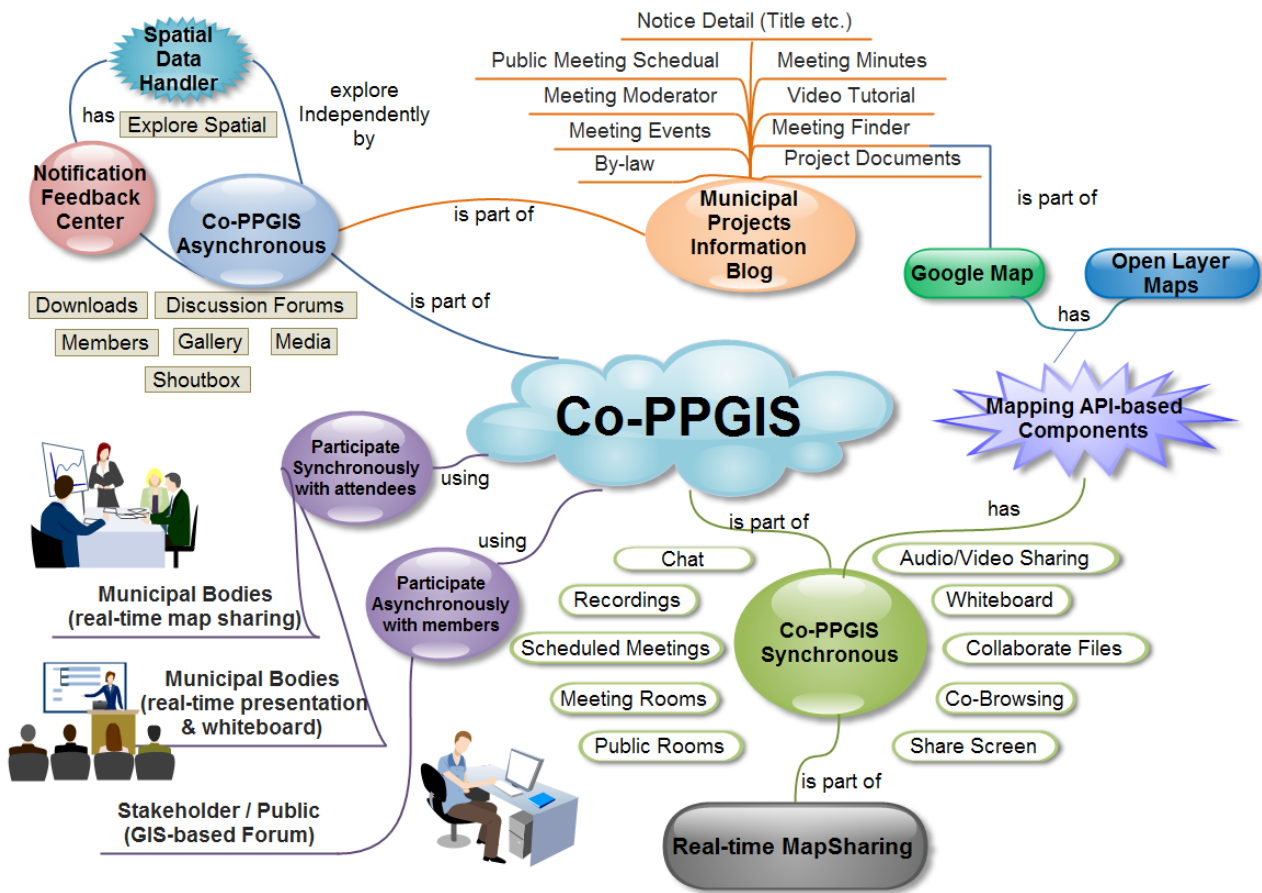 Spatial
Data
Handler
has
Explore Spatial
explore
Independently
by
Notification
Feedback
Center
Co-PPGIS
Asynchronous
Downloads
Discussion Forums
Members
Gallery
Media
Shoutbox
is part of
is part of
Notice Detail (Title etc.)
Public Meeting Schedual
Meeting Minutes
Meeting Moderator
Video Tutorial
Meeting Events
Meeting Finder
By-law
Project Documents
Municipal
Projects
Information
Blog
is part of
Google Map
Open Layer
Maps
has
Mapping API-based
Components
has
Co-PPGIS
Participate
Synchronously
with attendees
using
using
Participate
Asynchronously
with members
Municipal Bodies
(real-time map sharing)
Municipal Bodies
(real-time presentation
& whiteboard)
Stakeholder / Public
(GIS-based Forum)
is part of
Chat
Recordings
Scheduled Meetings
Meeting Rooms
Public Rooms
Co-PPGIS
Synchronous
Audio/Video Sharing
Whiteboard
Collaborate Files
Co-Browsing
Share Screen
is part of
Real-time MapSharing